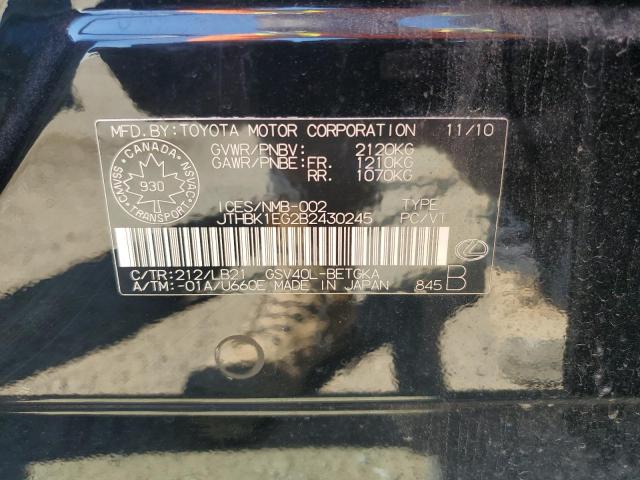 MFD. BY: TOYOTA MOTOR CORPORATION 11/10
GVWR/PNBV: 2120KG
GAWR/PNBE: FR. 1210KG
RR. 1070KG
CANADA
CMVSS 930 NSVAC
TRANSPORT
ICES/NMB-002 TYPE
JTHBK1EG2B2430245 PC/VT
C/TR: 212/LB21 GSV40L-BETGKA
A/TM: -01A/U660E MADE IN JAPAN 845 B